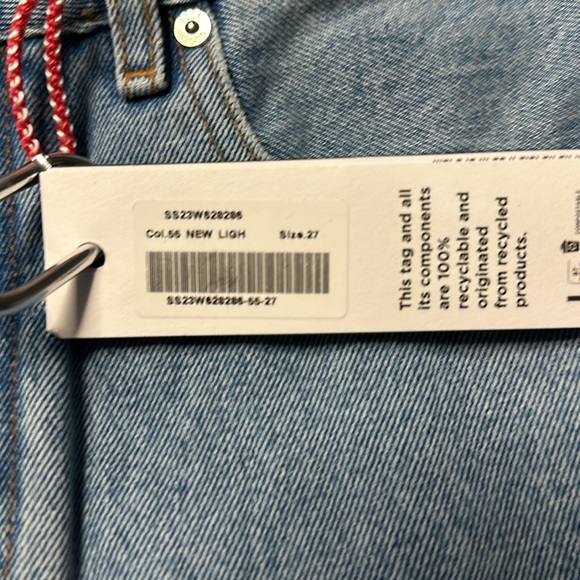 SS23W628286
Col.55 NEW LIGH Size.27
SS23W628286-55-27
This tag and all
its components
are 100%
recyclable and
originated
from recycled
products.